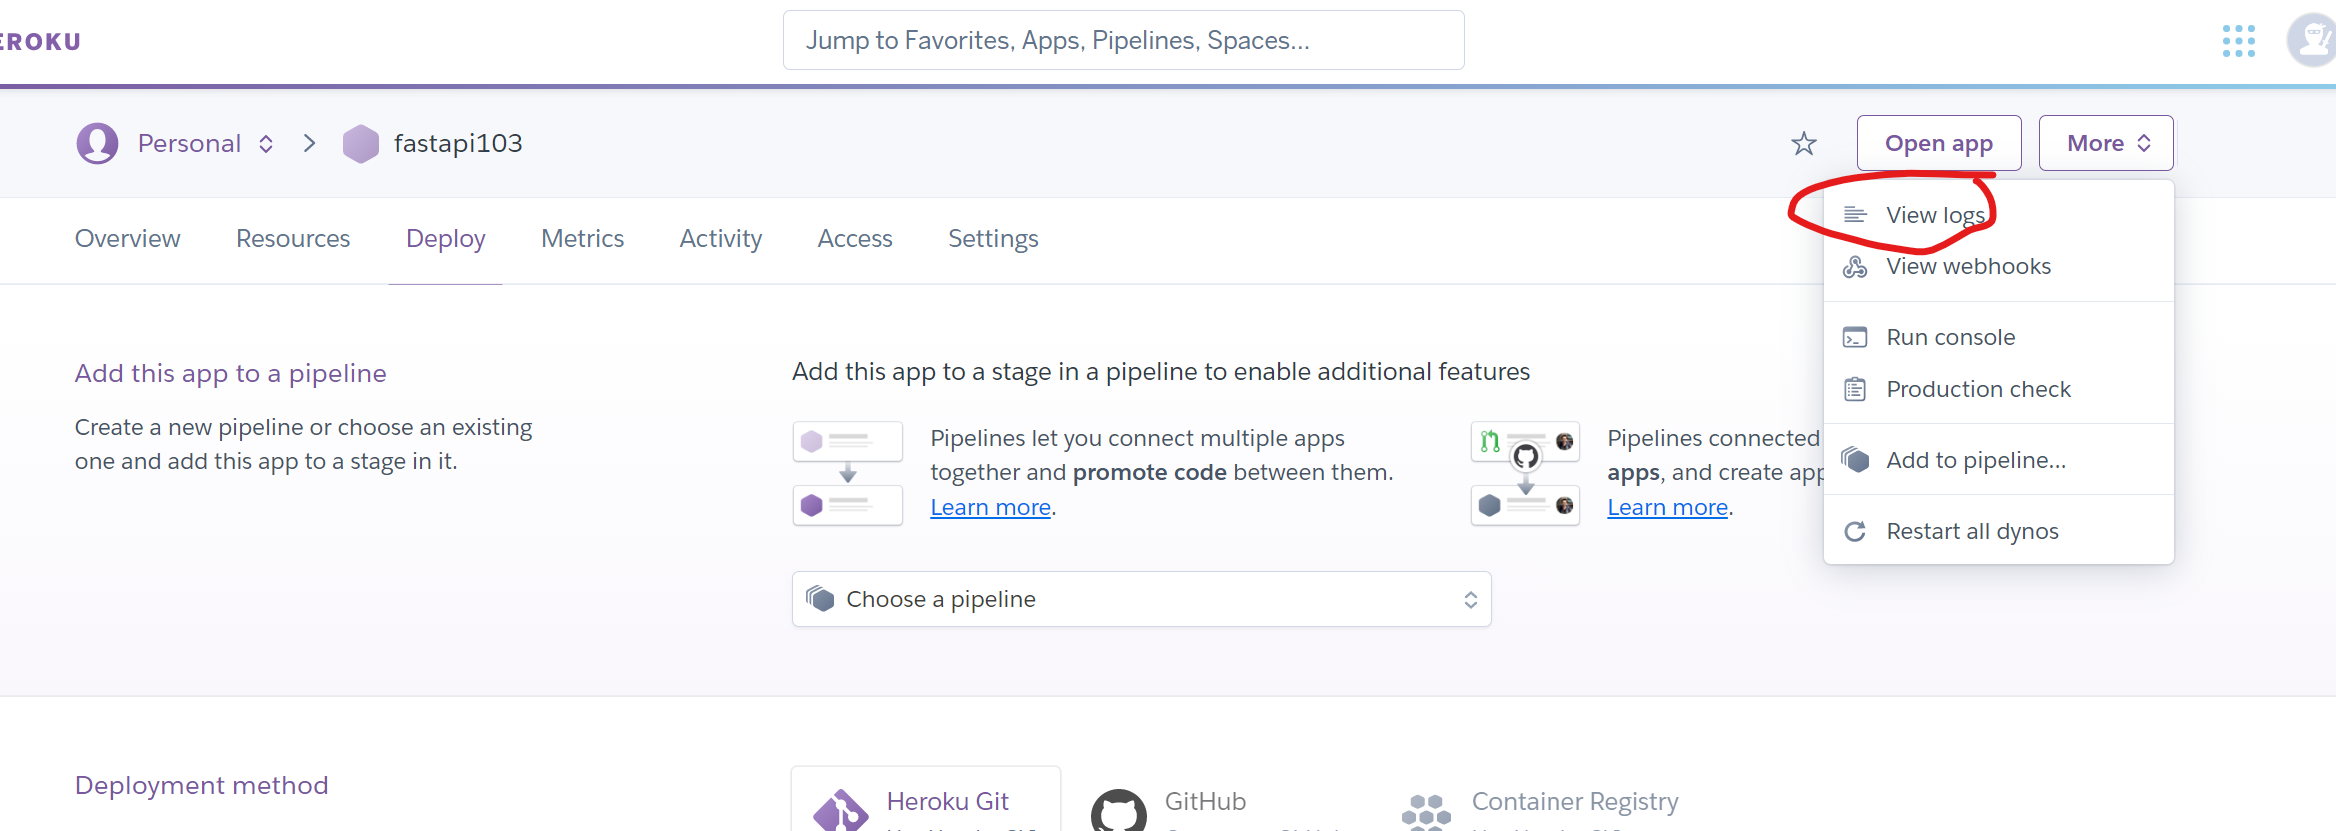 EROKU
Jump to Favorites, Apps, Pipelines, Spaces...
Personal
fastapi103
Open app
More
Overview
Resources
Deploy
Metrics
Activity
Access
Settings
View logs
View webhooks
Run console
Production check
Add to pipeline...
Restart all dynos
Add this app to a pipeline
Create a new pipeline or choose an existing
one and add this app to a stage in it.
Add this app to a stage in a pipeline to enable additional features
Pipelines let you connect multiple apps
together and promote code between them.
Learn more.
Pipelines connected
apps, and create app
Learn more.
Choose a pipeline
Deployment method
Heroku Git
GitHub
Container Registry